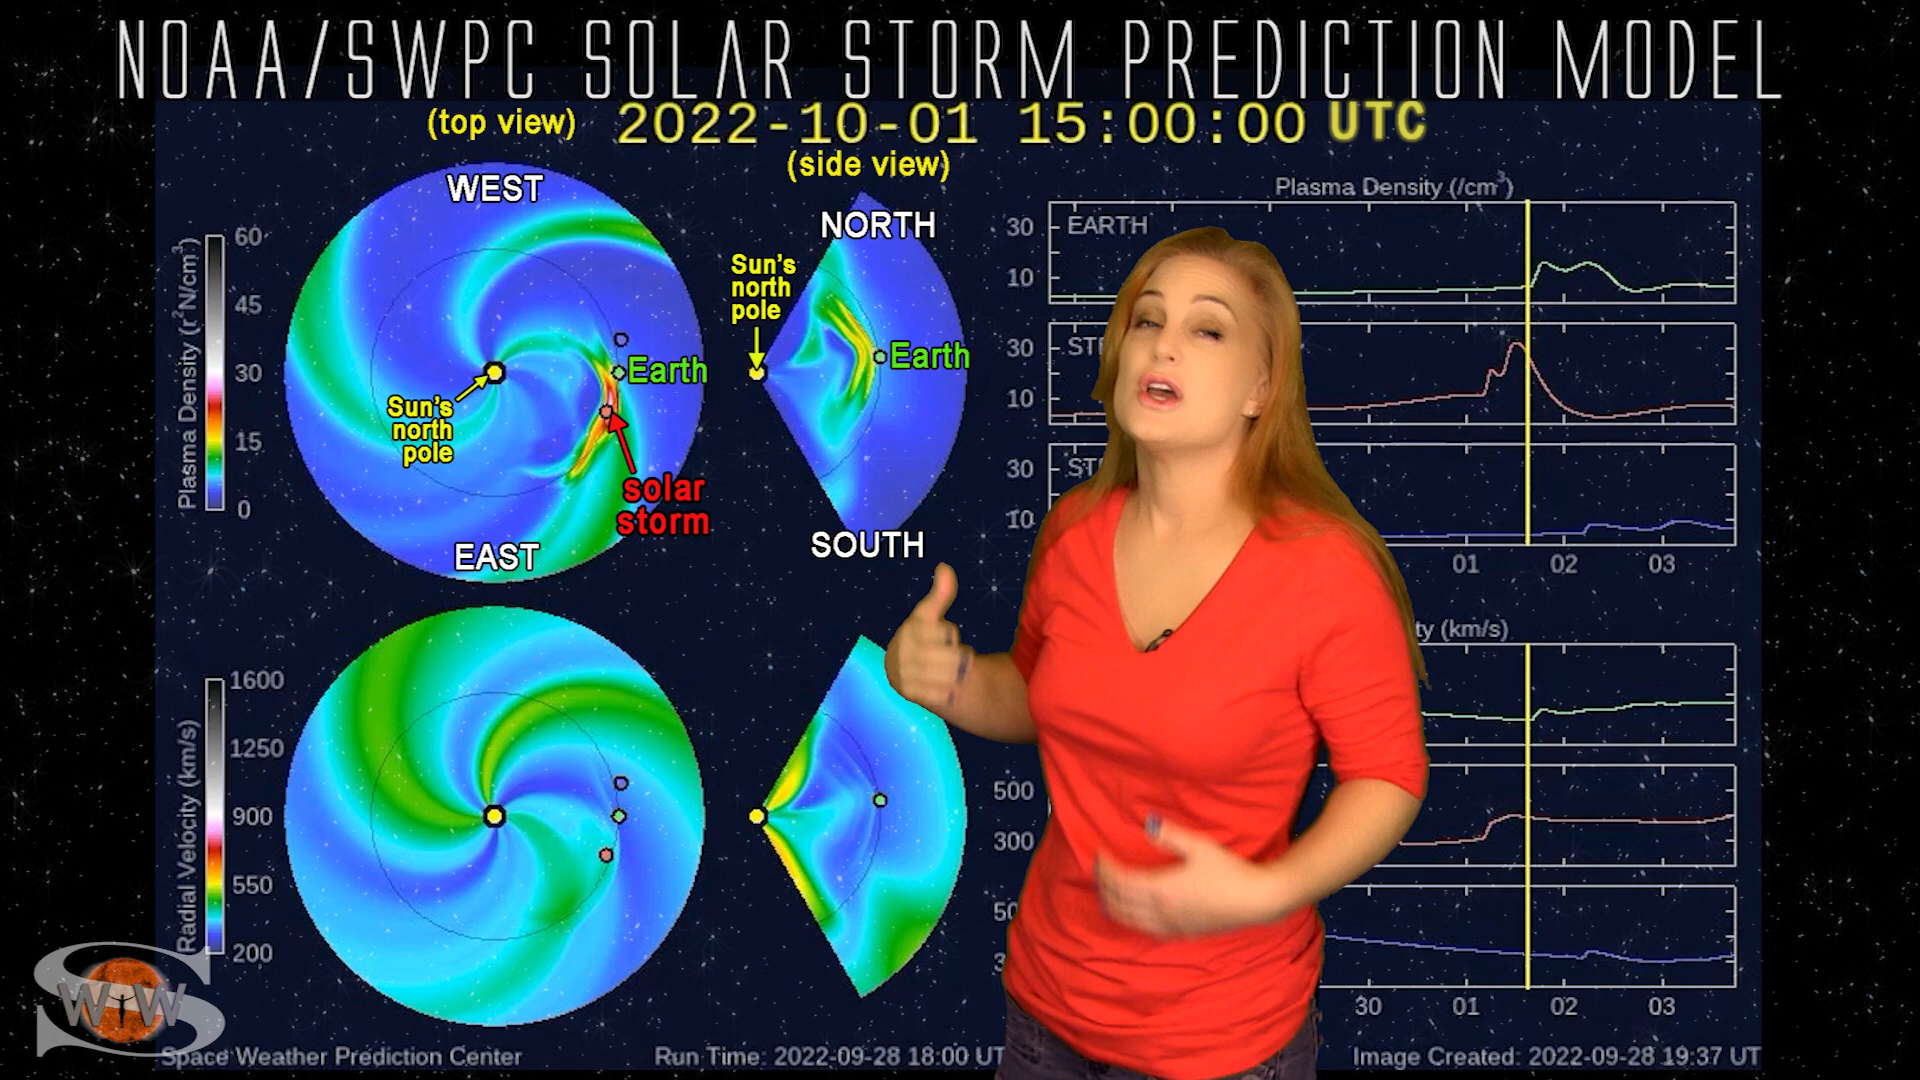 NOAA/SWPC SOLAR STORM PREDICTION MODEL
2022-10-01 15:00:00 UTC
(top view)
(side view)
WEST
EAST
Sun's
north
pole
Earth
solar
storm
NORTH
SOUTH
Sun's
north
pole
Earth
Plasma Density (r²N/cm³)
60
45
30
15
0
Radial Velocity (km/s)
1600
1250
900
550
200
Plasma Density (/cm³)
EARTH
30
10
30
10
30
10
01 02 03
(km/s)
500
300
30 01 02 03
WTW
Space Weather Prediction Center
Run Time: 2022-09-28 18:00 UT
Image Created: 2022-09-28 19:37 UT